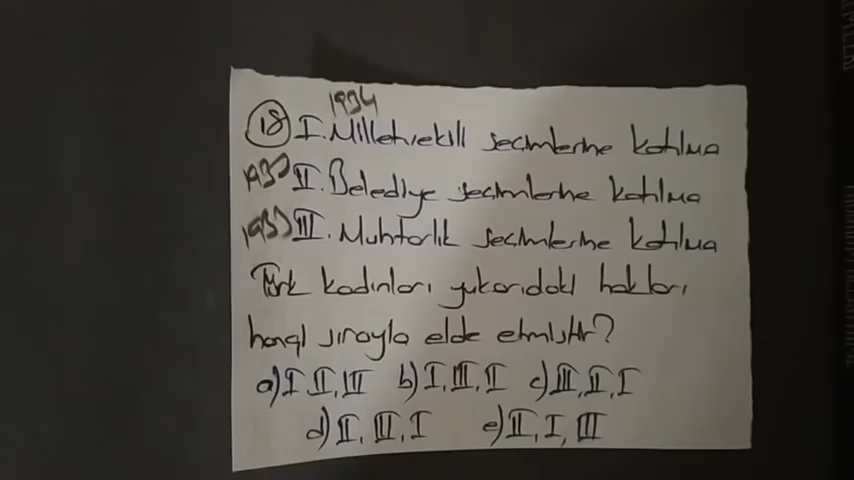 1934
18 I. Milletvekili seçimlerine katılma
1930 II. Belediye seçimlerine katılma
1933 III. Muhtarlık seçimlerine katılma
Türk kadınları yukarıdaki hakları
hangi sırayla elde etmiştir?
a) I, II, III b) I, III, II c) III, II, I
d) II, III, I e) II, I, III